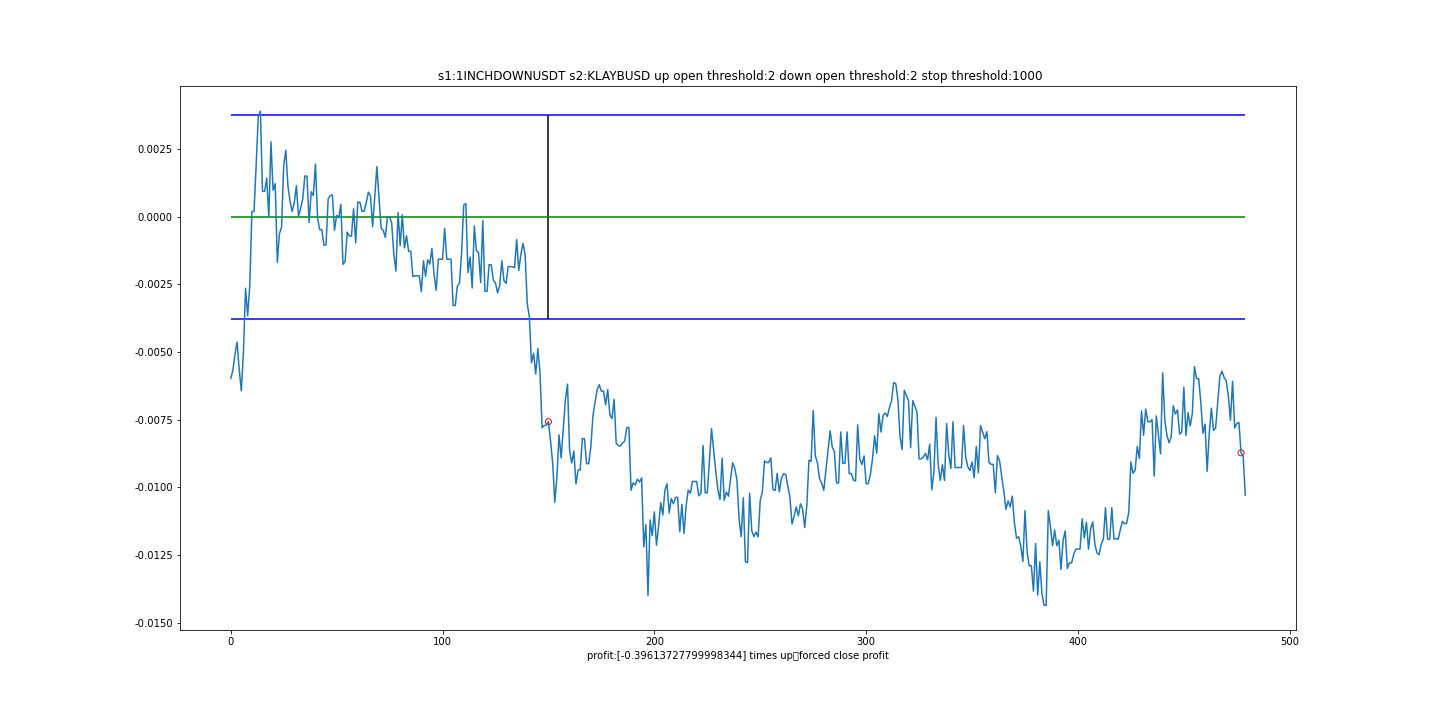 s1:1INCHDOWNUSDT s2:KLAYBUSD up open threshold:2 down open threshold:2 stop threshold:1000
0.0025
0.0000
-0.0025
-0.0050
-0.0075
-0.0100
-0.0125
-0.0150
0 100 200 300 400 500
profit:[-0.39613727799998344] times up▯forced close profit